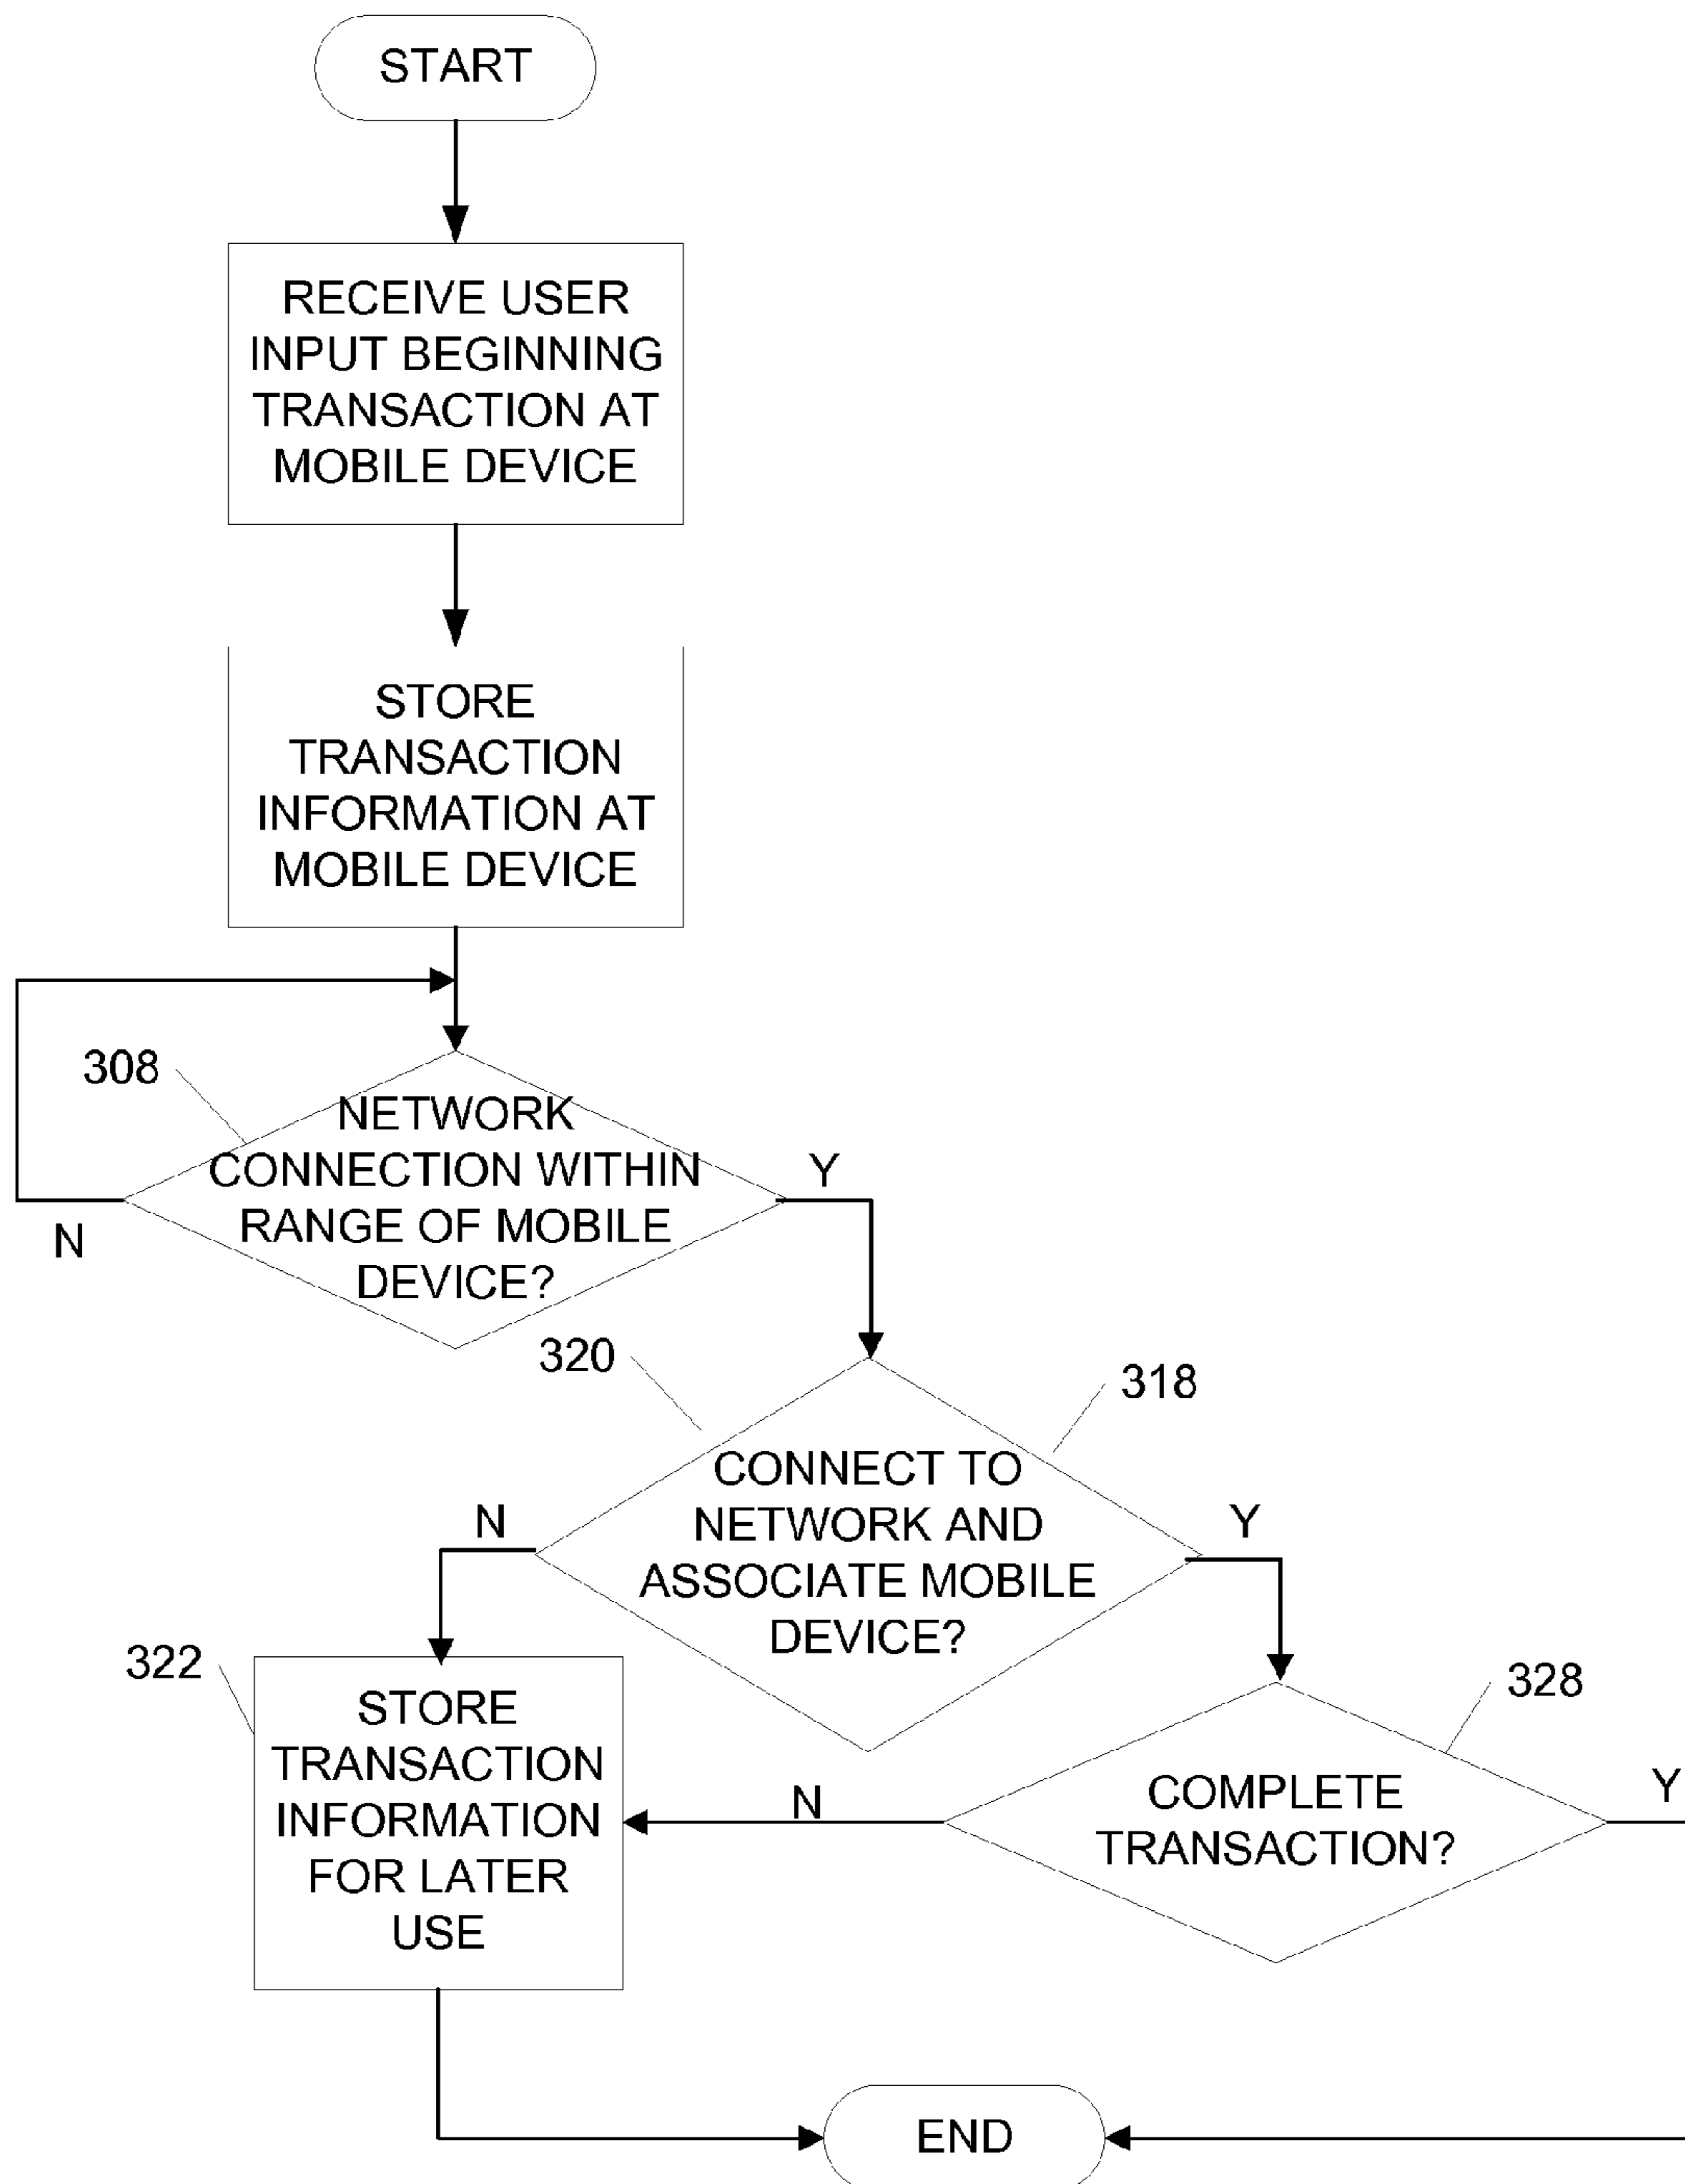 START
RECEIVE USER
INPUT BEGINNING
TRANSACTION AT
MOBILE DEVICE
STORE
TRANSACTION
INFORMATION AT
MOBILE DEVICE
308
NETWORK
CONNECTION WITHIN
RANGE OF MOBILE
DEVICE?
N
Y
320
318
CONNECT TO
NETWORK AND
ASSOCIATE MOBILE
DEVICE?
N
Y
322
STORE
TRANSACTION
INFORMATION
FOR LATER
USE
328
COMPLETE
TRANSACTION?
N
Y
END